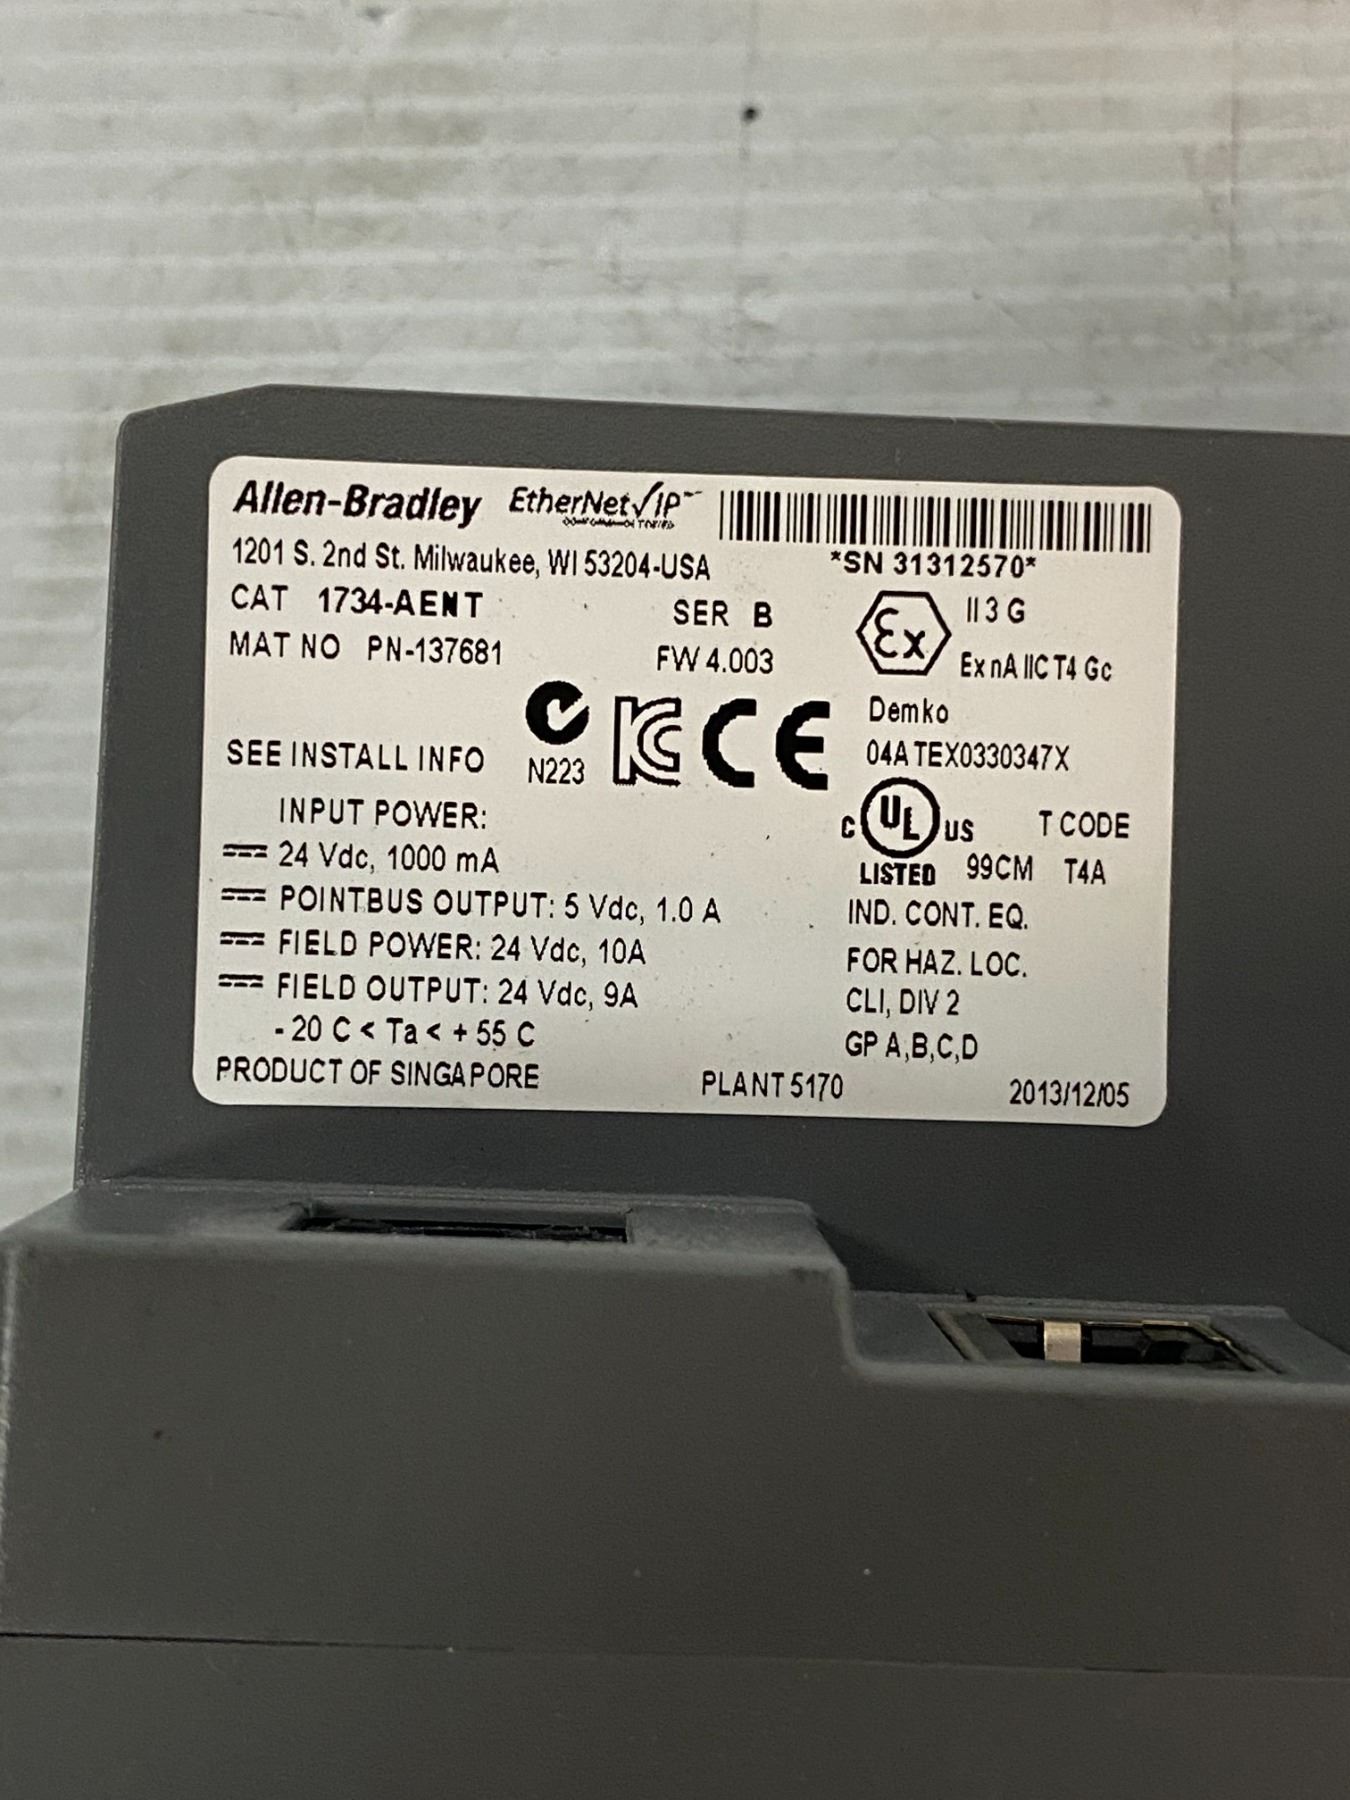 Allen-Bradley EtherNet/IP
1201 S. 2nd St. Milwaukee, WI 53204-USA
*SN 31312570*
CAT 1734-AENT
SER B
MAT NO PN-137681
FW 4.003
Ex
II 3 G
Ex nA IIC T4 Gc
Demko
04ATEX0330347X
SEE INSTALL INFO
N223
KC CE
C UL US
LISTED 99CM
T CODE
T4A
INPUT POWER:
24 Vdc, 1000 mA
POINTBUS OUTPUT: 5 Vdc, 1.0 A
FIELD POWER: 24 Vdc, 10A
FIELD OUTPUT: 24 Vdc, 9A
- 20 C < Ta < + 55 C
IND. CONT. EQ.
FOR HAZ. LOC.
CLI, DIV 2
GP A,B,C,D
PRODUCT OF SINGAPORE
PLANT 5170
2013/12/05